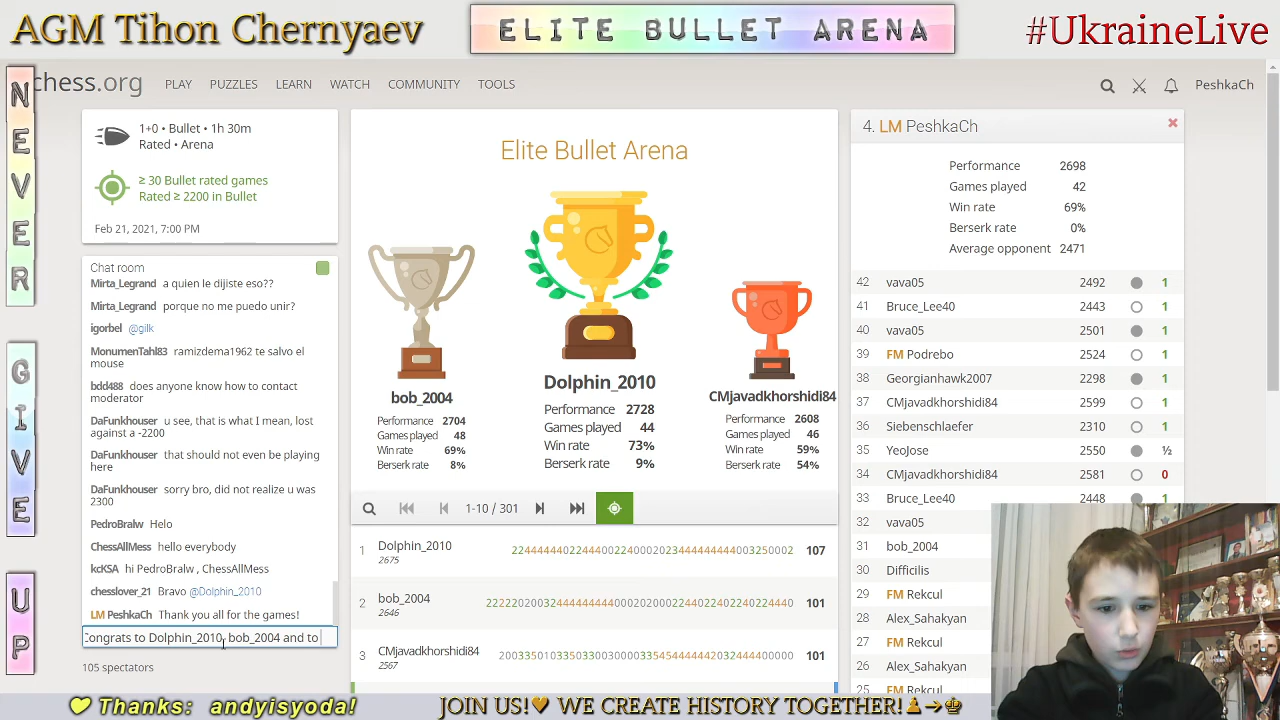 AGM Tihon Chernyaev
ELITE BULLET ARENA
#UkraineLive
NEVER
GIVE
UP
chess.org
PLAY
PUZZLES
LEARN
WATCH
COMMUNITY
TOOLS
PeshkaCh
1+0 • Bullet • 1h 30m
Rated • Arena
≥ 30 Bullet rated games
Rated ≥ 2200 in Bullet
Feb 21, 2021, 7:00 PM
Chat room
Mirta_Legrand a quien le dijiste eso??
Mirta_Legrand porque no me puedo unir?
igorbel @gilk
MonumenTahl83 ramizdema1962 te salvo el
mouse
bdd488 does anyone know how to contact
moderator
DaFunkhouser u see, that is what I mean, lost
against a -2200
DaFunkhouser that should not even be playing
here
DaFunkhouser sorry bro, did not realize u was
2300
PedroBralw Helo
ChessAllMess hello everybody
kcKSA hi PedroBralw , ChessAllMess
chesslover_21 Bravo @Dolphin_2010
LM PeshkaCh Thank you all for the games!
Congrats to Dolphin_2010, bob_2004 and to
105 spectators
Elite Bullet Arena
bob_2004
Performance 2704
Games played 48
Win rate 69%
Berserk rate 8%
Dolphin_2010
Performance 2728
Games played 44
Win rate 73%
Berserk rate 9%
CMjavadkhorshidi84
Performance 2608
Games played 46
Win rate 59%
Berserk rate 54%
1-10 / 301
1 Dolphin_2010 107
2675
2 bob_2004 101
2646
3 CMjavadkhorshidi84 101
2567
4. LM PeshkaCh
Performance 2698
Games played 42
Win rate 69%
Berserk rate 0%
Average opponent 2471
42 vava05 2492 1
41 Bruce_Lee40 2443 1
40 vava05 2501 1
39 FM Podrebo 2524 1
38 Georgianhawk2007 2298 1
37 CMjavadkhorshidi84 2599 1
36 Siebenschlaefer 2310 1
35 YeoJose 2550 ½
34 CMjavadkhorshidi84 2581 0
33 Bruce_Lee40 2448 1
32 vava05
31 bob_2004
30 Difficilis
29 FM Rekcul
28 Alex_Sahakyan
27 FM Rekcul
26 Alex_Sahakyan
25 FM Rekcul
Thanks: andyisyoda!
JOIN US! WE CREATE HISTORY TOGETHER!